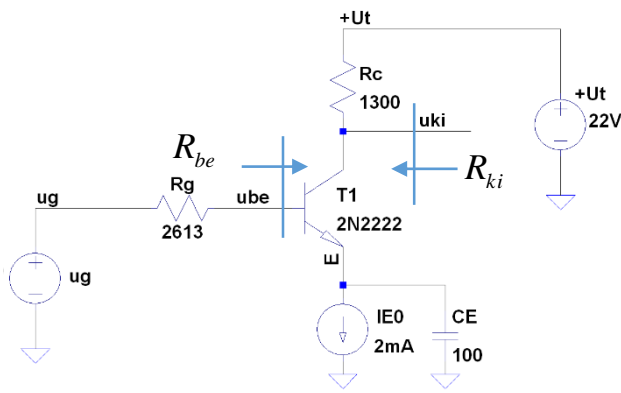 +Ut
Rc
1300
uki
+Ut
22V
R_be
R_ki
ug
Rg
2613
ube
T1
2N2222
E
ug
IE0
2mA
CE
100